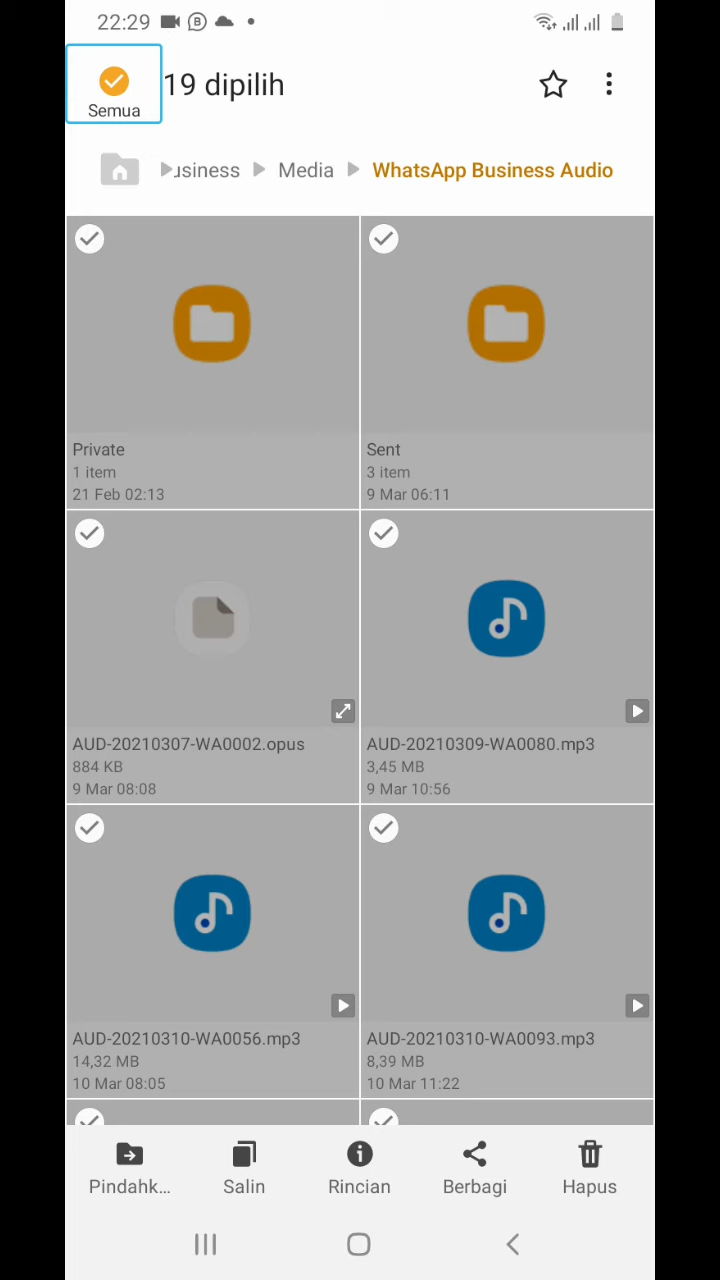 22:29
19 dipilih
Semua
usiness Media WhatsApp Business Audio
Private
1 item
21 Feb 02:13
Sent
3 item
9 Mar 06:11
AUD-20210307-WA0002.opus
884 KB
9 Mar 08:08
AUD-20210309-WA0080.mp3
3,45 MB
9 Mar 10:56
AUD-20210310-WA0056.mp3
14,32 MB
10 Mar 08:05
AUD-20210310-WA0093.mp3
8,39 MB
10 Mar 11:22
Pindahk... Salin Rincian Berbagi Hapus